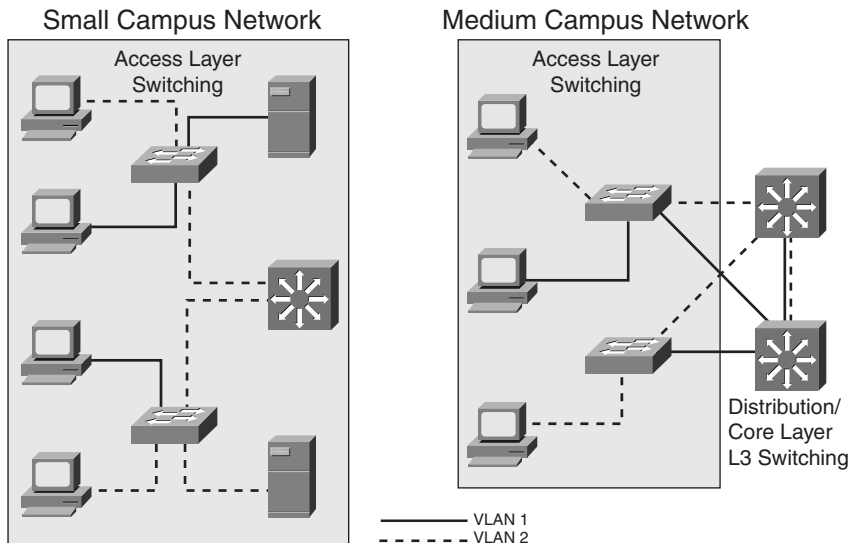 Small Campus Network
Access Layer
Switching
Medium Campus Network
Access Layer
Switching
Distribution/
Core Layer
L3 Switching
VLAN 1
VLAN 2